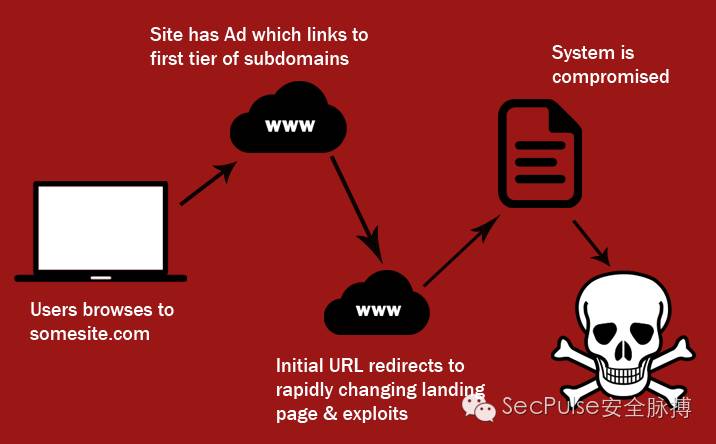 Site has Ad which links to
first tier of subdomains
System is
compromised
www
Users browses to
somesite.com
www
Initial URL redirects to
rapidly changing landing
page & exploits
SecPulse安全脉搏